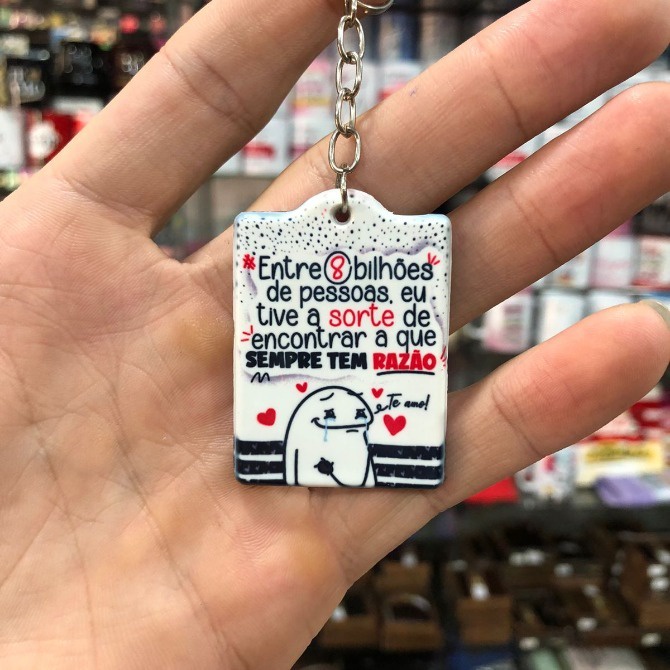 Entre 8 bilhões
de pessoas, eu
tive a sorte de
encontrar a que
SEMPRE TEM RAZÃO
Te amo!